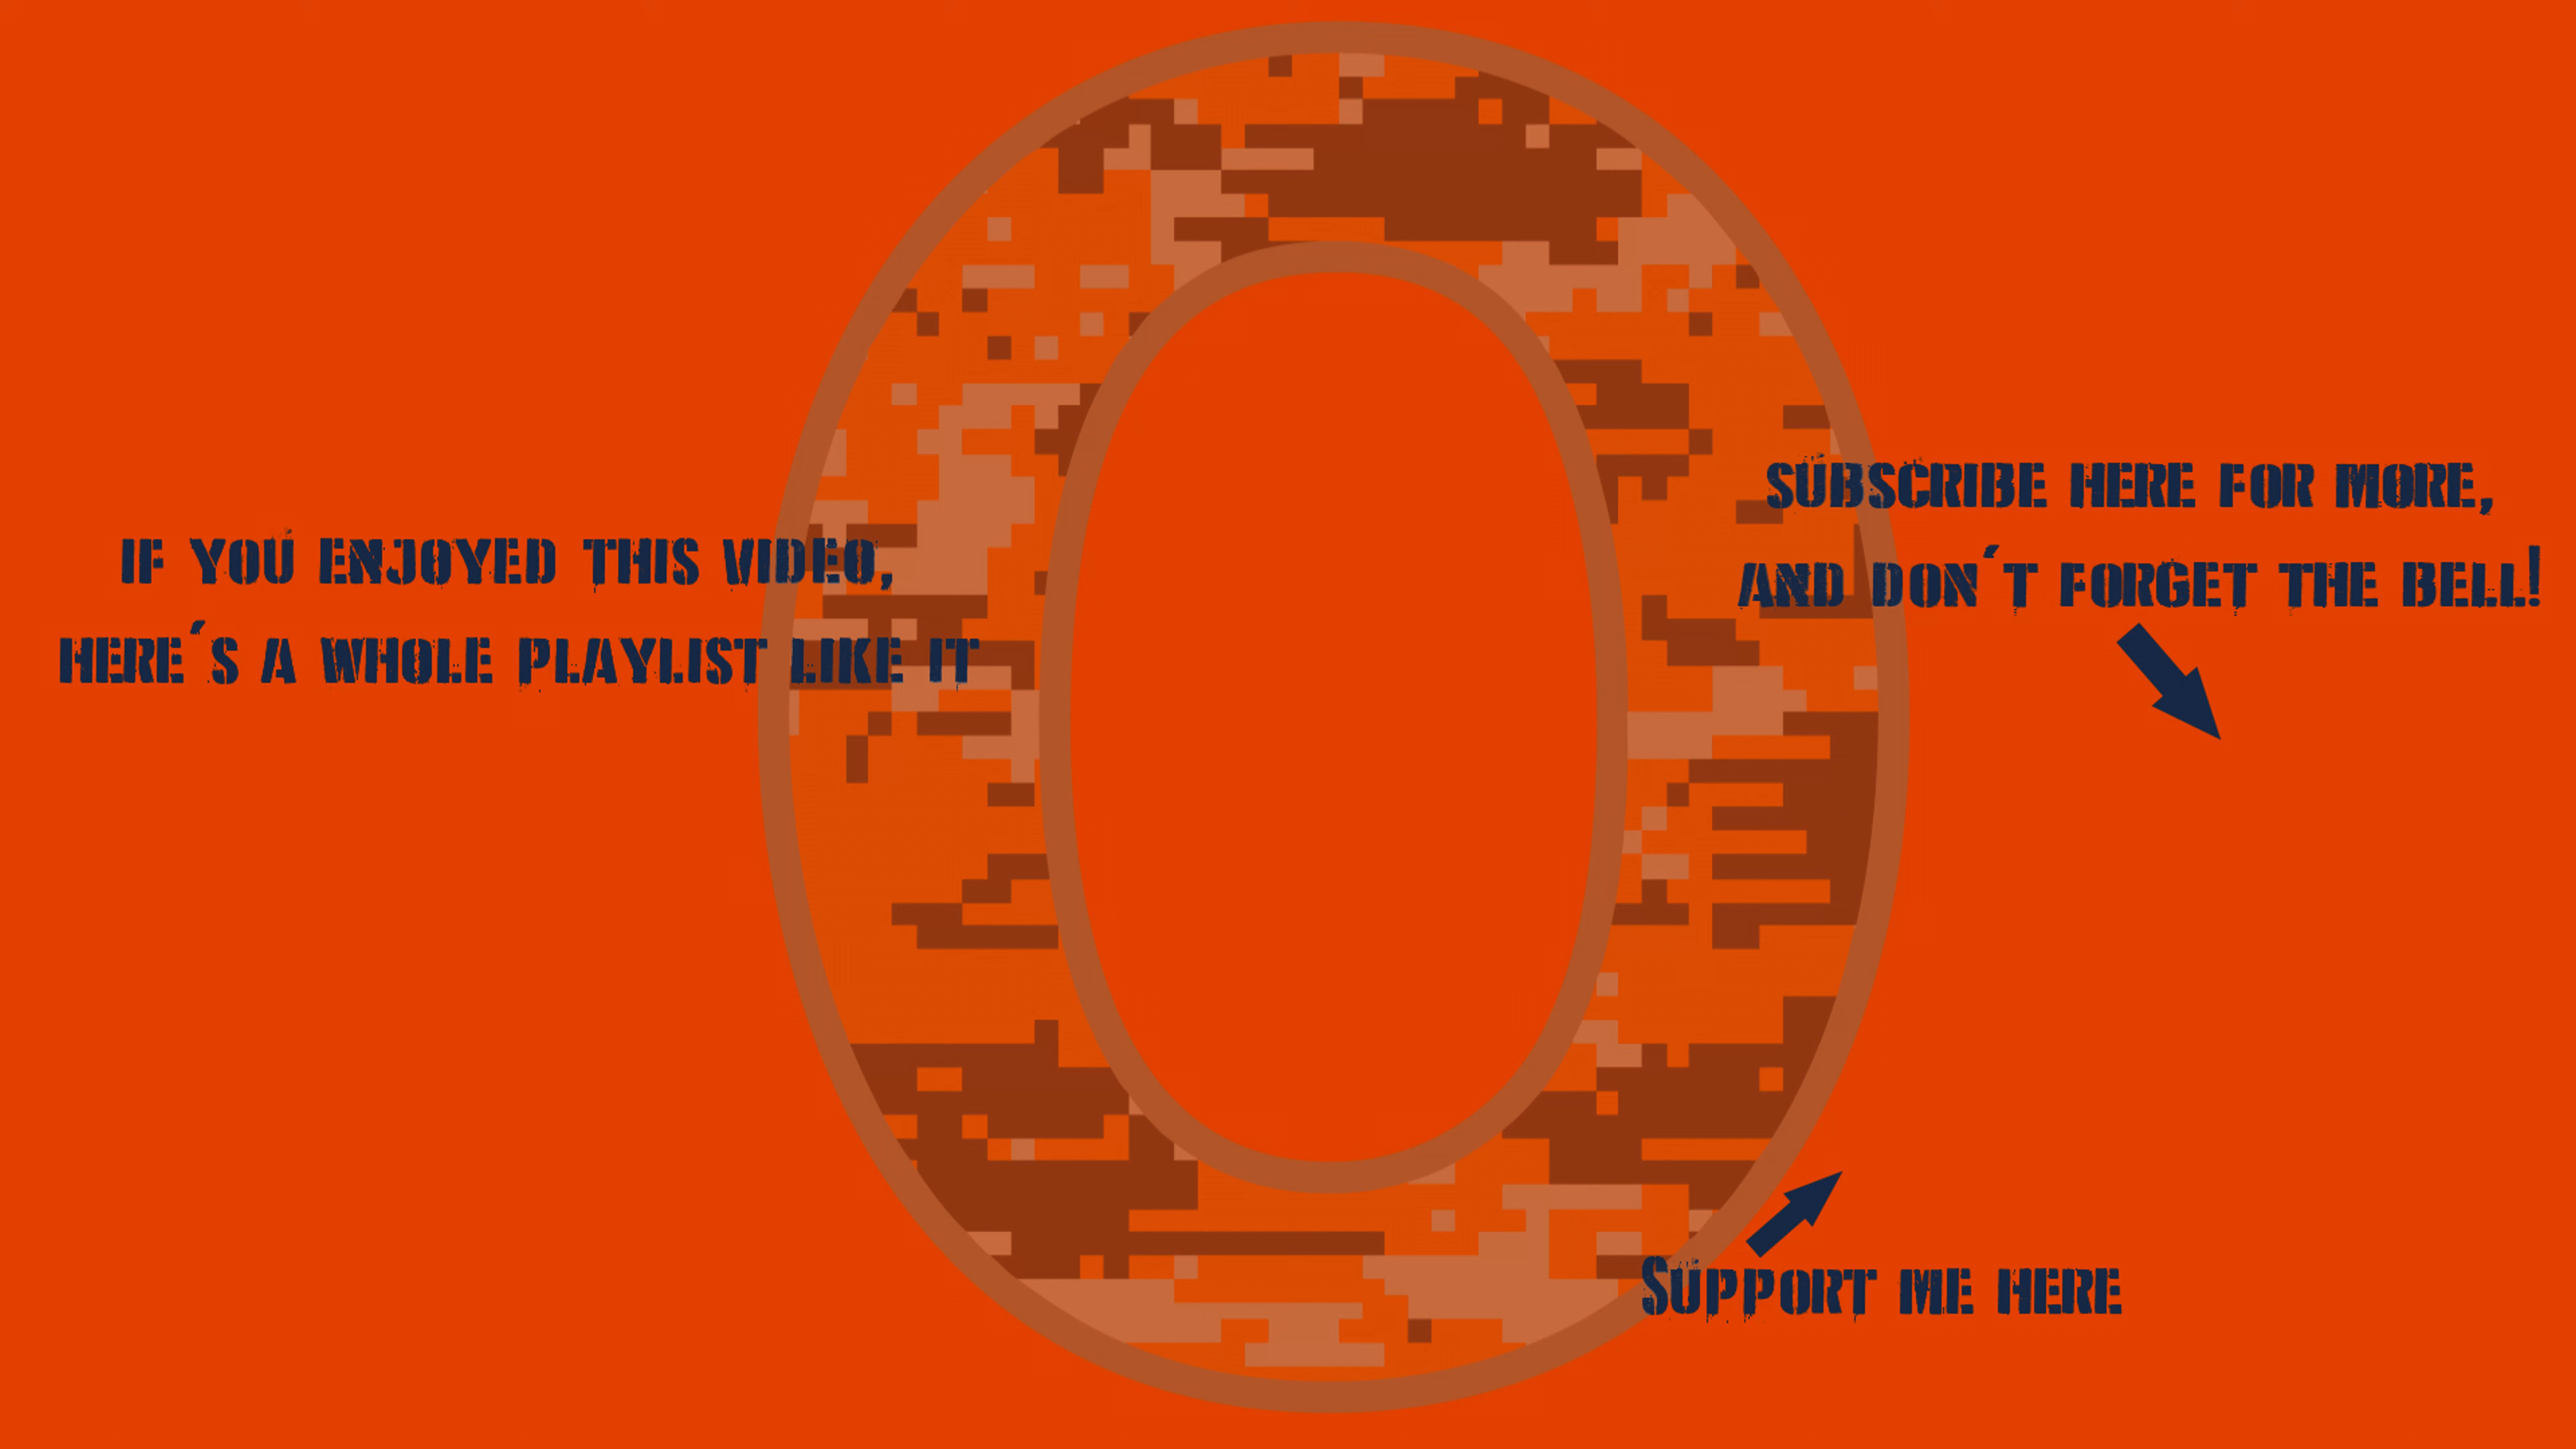 IF YOU ENJOYED THIS VIDEO,
HERE´S A WHOLE PLAYLIST LIKE IT
SUBSCRIBE HERE FOR MORE,
AND DON´T FORGET THE BELL!
SUPPORT ME HERE
O